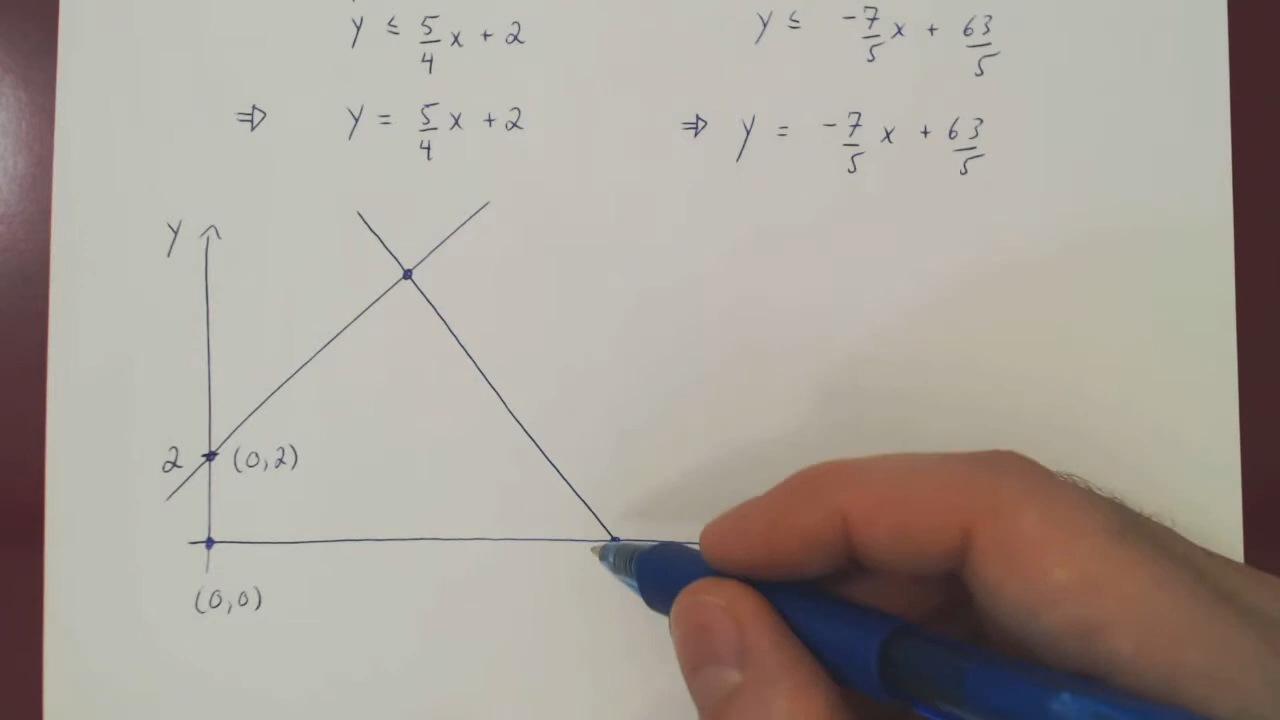 y ≤ 5/4 x + 2
y ≤ -7/5 x + 63/5
⇒ y = 5/4 x + 2
⇒ y = -7/5 x + 63/5
y
2 (0,2)
(0,0)